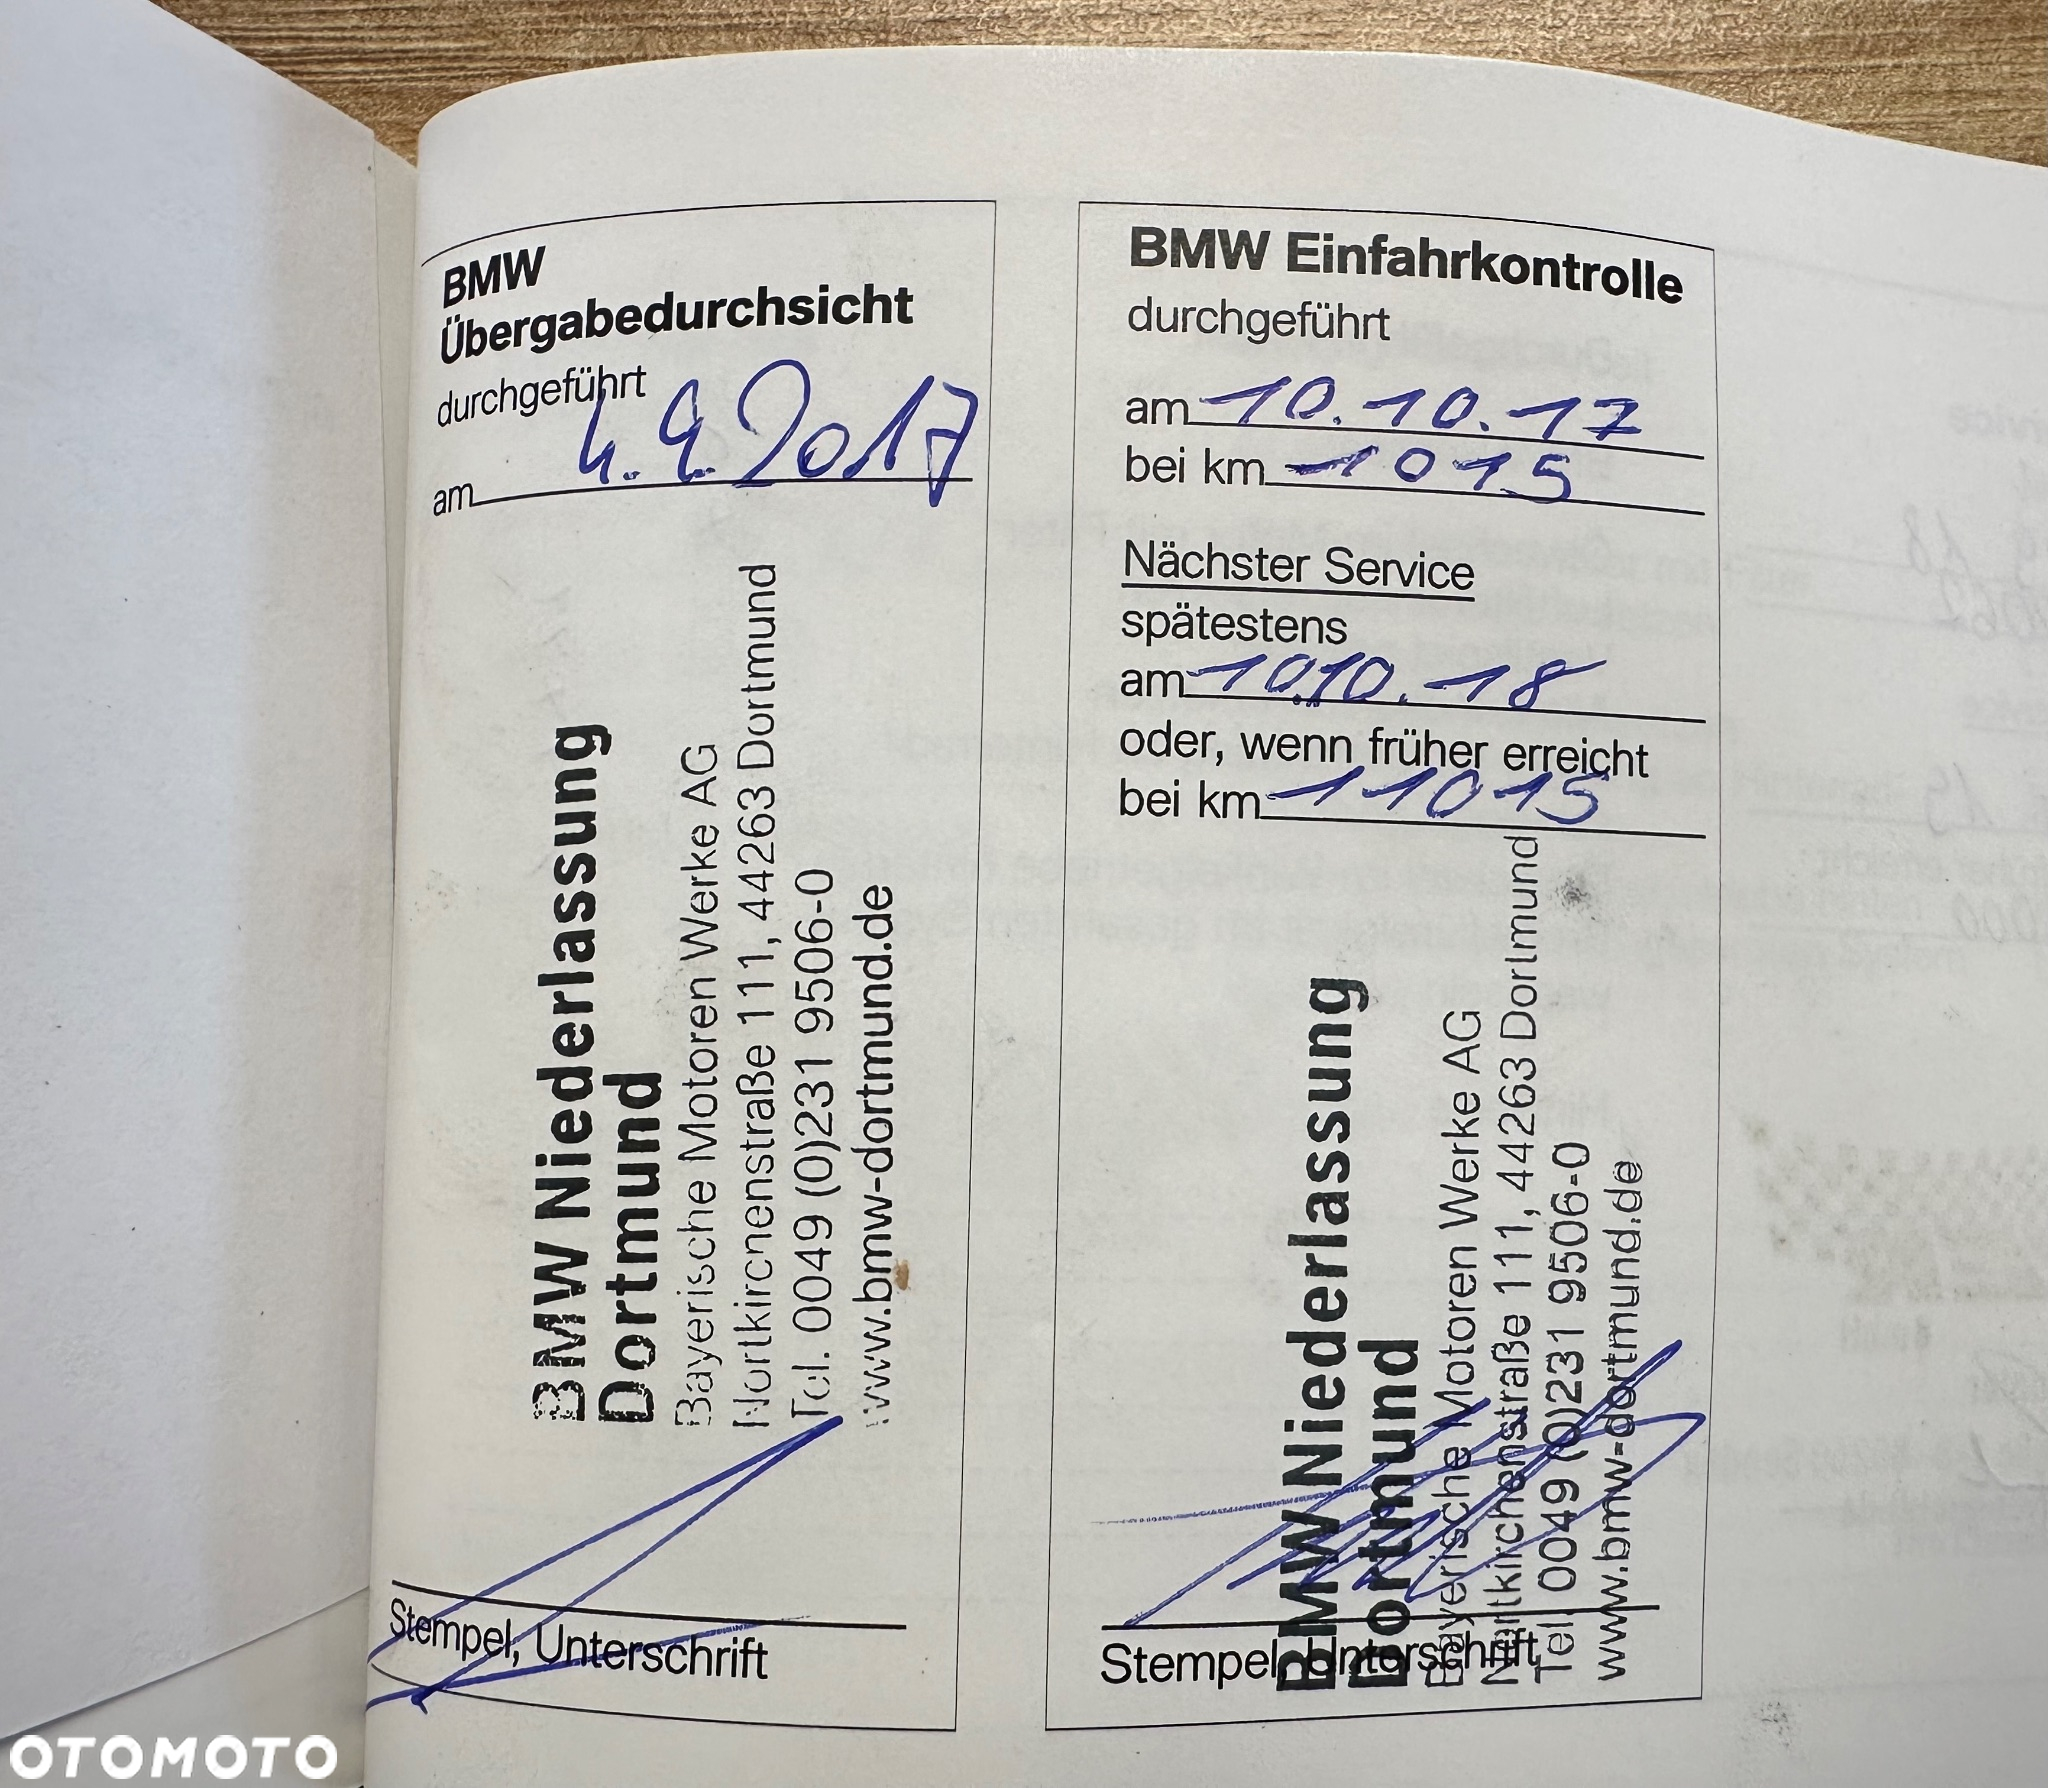 BMW
Übergabedurchsicht
durchgeführt
am 4.9.2017
BMW Niederlassung
Dortmund
Bayerische Motoren Werke AG
Nortkirchenstraße 111, 44263 Dortmund
Tel. 0049 (0)231 9506-0
www.bmw-dortmund.de
Stempel, Unterschrift
BMW Einfahrkontrolle
durchgeführt
am 10.10.17
bei km 1015
Nächster Service
spätestens
am 10.10.18
oder, wenn früher erreicht
bei km 11015
BMW Niederlassung
Dortmund
Bayerische Motoren Werke AG
Nortkirchenstraße 111, 44263 Dortmund
Tel. 0049 (0)231 9506-0
www.bmw-dortmund.de
Stempel, Unterschrift
OTOMOTO